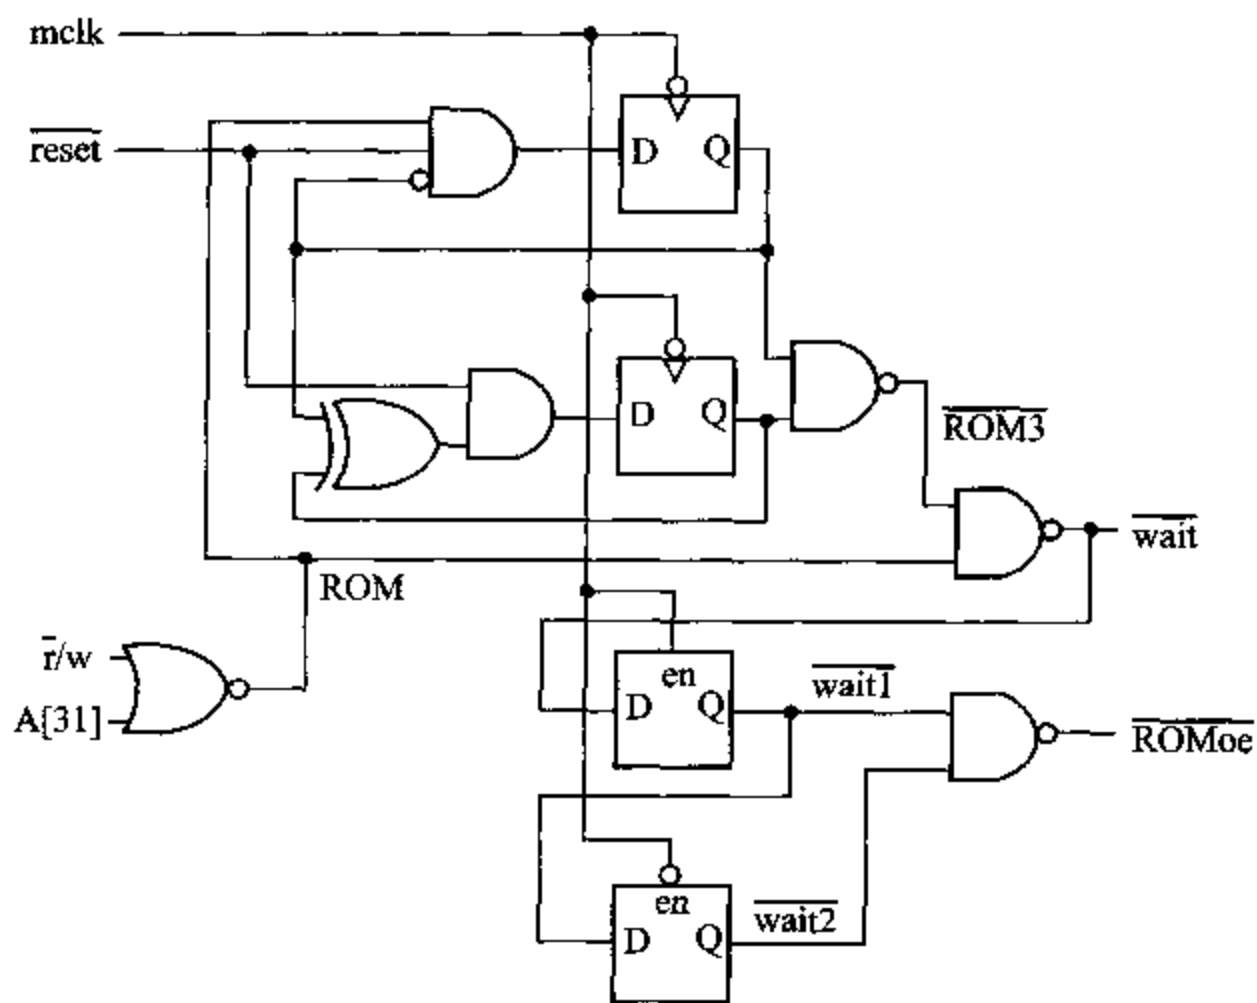 mclk
reset
D Q
D Q
ROM3
wait
ROM
r̄/w
en
wait1
D Q
A[31]
ROMoe
en
wait2
D Q